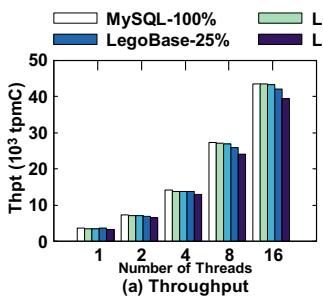 MySQL-100% L
LegoBase-25% L
50
40
30
20
10
0
Thpt (10³ tpmC)
1 2 4 8 16
Number of Threads
(a) Throughput